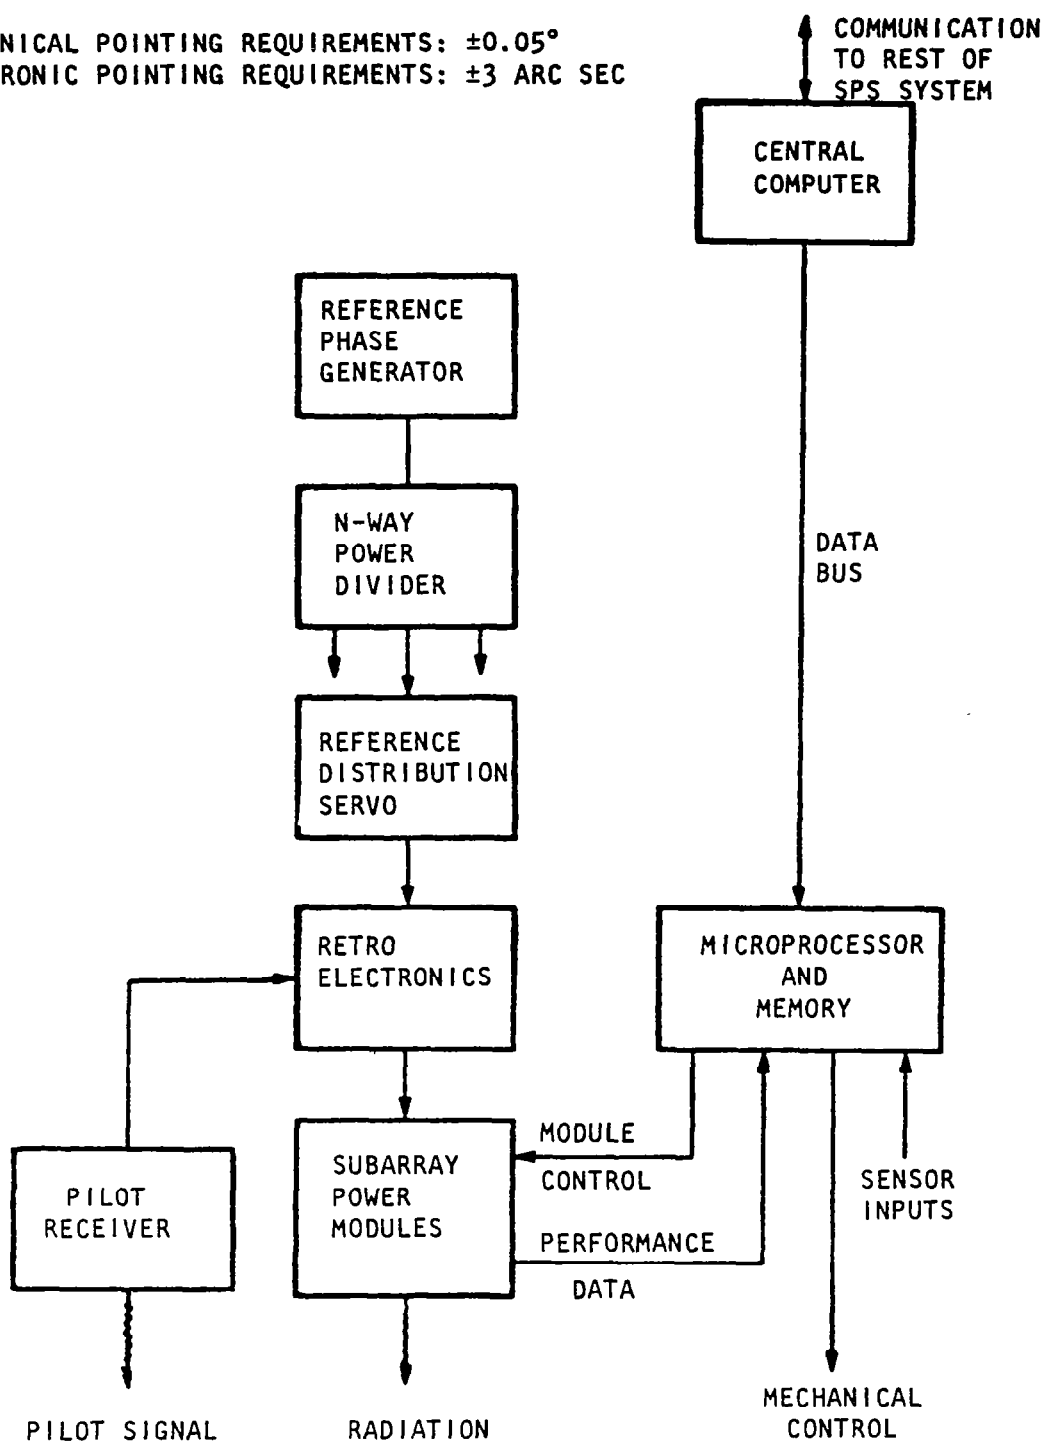 NICAL POINTING REQUIREMENTS: ±0.05°
RONIC POINTING REQUIREMENTS: ±3 ARC SEC
COMMUNICATION
TO REST OF
SPS SYSTEM
CENTRAL
COMPUTER
REFERENCE
PHASE
GENERATOR
N-WAY
POWER
DIVIDER
DATA
BUS
REFERENCE
DISTRIBUTION
SERVO
RETRO
ELECTRONICS
MICROPROCESSOR
AND
MEMORY
PILOT
RECEIVER
SUBARRAY
POWER
MODULES
MODULE
CONTROL
PERFORMANCE
DATA
SENSOR
INPUTS
PILOT SIGNAL
RADIATION
MECHANICAL
CONTROL